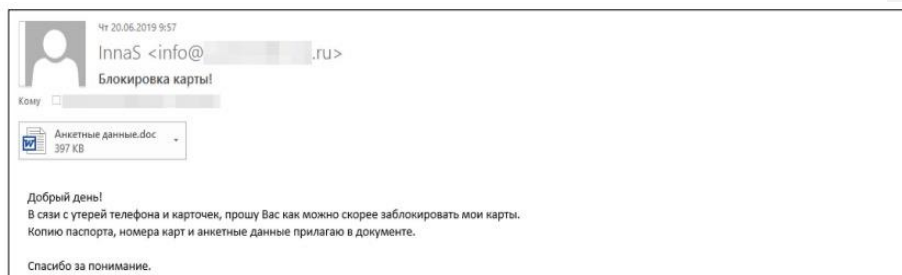 Чт 20.06.2019 9:57
InnaS <info@ .ru>
Блокировка карты!
Кому
Анкетные данные.doc
397 KB
Добрый день!
В сязи с утерей телефона и карточек, прошу Вас как можно скорее заблокировать мои карты.
Копию паспорта, номера карт и анкетные данные прилагаю в документе.
Спасибо за понимание.